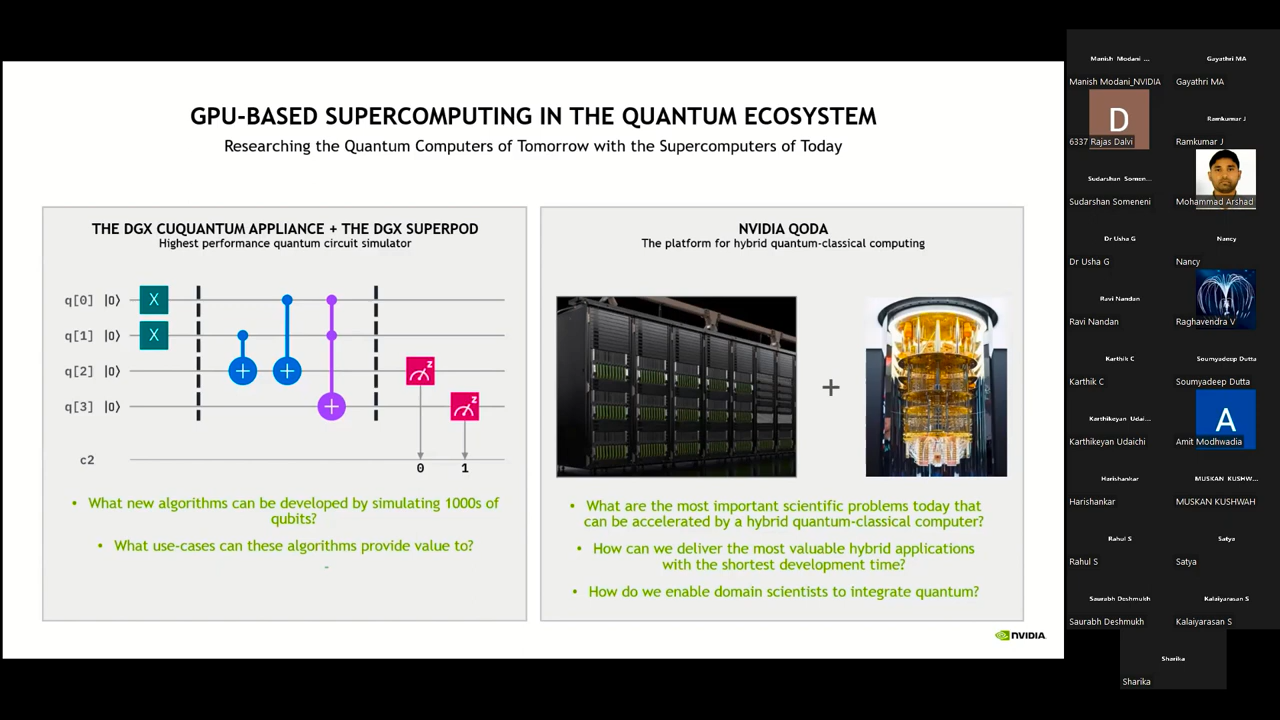 GPU-BASED SUPERCOMPUTING IN THE QUANTUM ECOSYSTEM
Researching the Quantum Computers of Tomorrow with the Supercomputers of Today
THE DGX CUQUANTUM APPLIANCE + THE DGX SUPERPOD
Highest performance quantum circuit simulator
q[0] |0⟩ X
q[1] |0⟩ X
q[2] |0⟩ + + z
q[3] |0⟩ + z
c2
0 1
• What new algorithms can be developed by simulating 1000s of
qubits?
• What use-cases can these algorithms provide value to?
-
NVIDIA QODA
The platform for hybrid quantum-classical computing
+
• What are the most important scientific problems today that
can be accelerated by a hybrid quantum-classical computer?
• How can we deliver the most valuable hybrid applications
with the shortest development time?
• How do we enable domain scientists to integrate quantum?
NVIDIA.
Manish Modani ...
Manish Modani_NVIDIA
Gayathri MA
Gayathri MA
D
6337 Rajas Dalvi
Ramkumar J
Ramkumar J
Sudarshan Somen...
Sudarshan Someneni
Mohammad Arshad
Dr Usha G
Dr Usha G
Nancy
Nancy
Ravi Nandan
Ravi Nandan
Raghavendra V
Karthik C
Karthik C
Soumyadeep Dutta
Soumyadeep Dutta
Karthikeyan Udai...
Karthikeyan Udaichi
A
Amit Modhwadia
Harishankar
Harishankar
MUSKAN KUSHW...
MUSKAN KUSHWAH
Rahul S
Rahul S
Satya
Satya
Saurabh Deshmukh
Saurabh Deshmukh
Kalaiyarasan S
Kalaiyarasan S
Sharika
Sharika